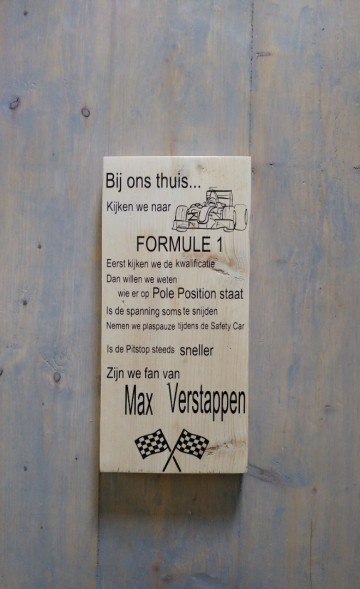 Bij ons thuis...
Kijken we naar
FORMULE 1
Eerst kijken we de kwalificatie
Dan willen we weten
wie er op Pole Position staat
Is de spanning soms te snijden
Nemen we plaspauze tijdens de Safety Car
Is de Pitstop steeds sneller
Zijn we fan van
Max Verstappen